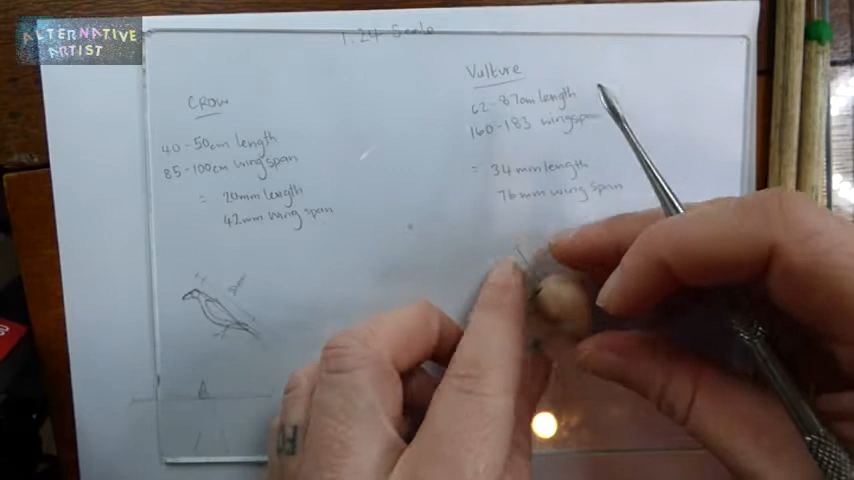 ALTERNATIVE
ARTIST
1:24 Scale
Crow
40-50cm length
85-100cm wing span
= 20mm length
42mm wing span
Vulture
62-87cm length
160-183 wingspan
= 34mm length
76mm wing span